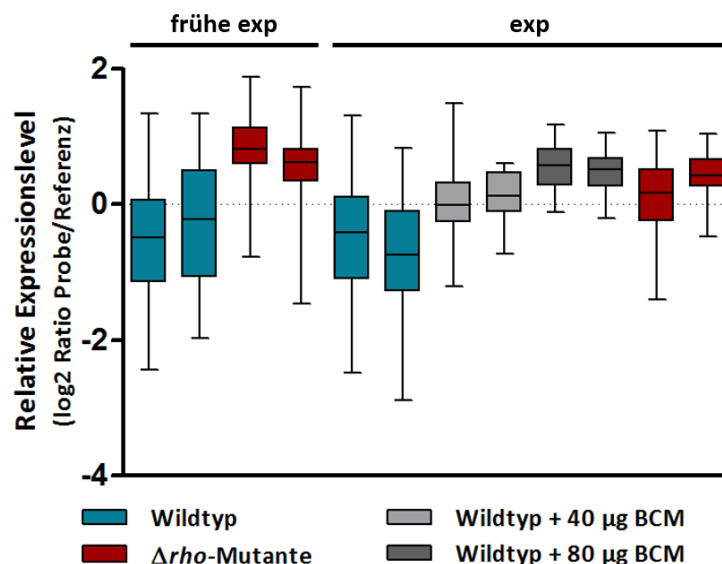 frühe exp exp
Relative Expressionslevel
(log2 Ratio Probe/Referenz)
2
0
-2
-4
Wildtyp Wildtyp + 40 µg BCM
Δrho-Mutante Wildtyp + 80 µg BCM